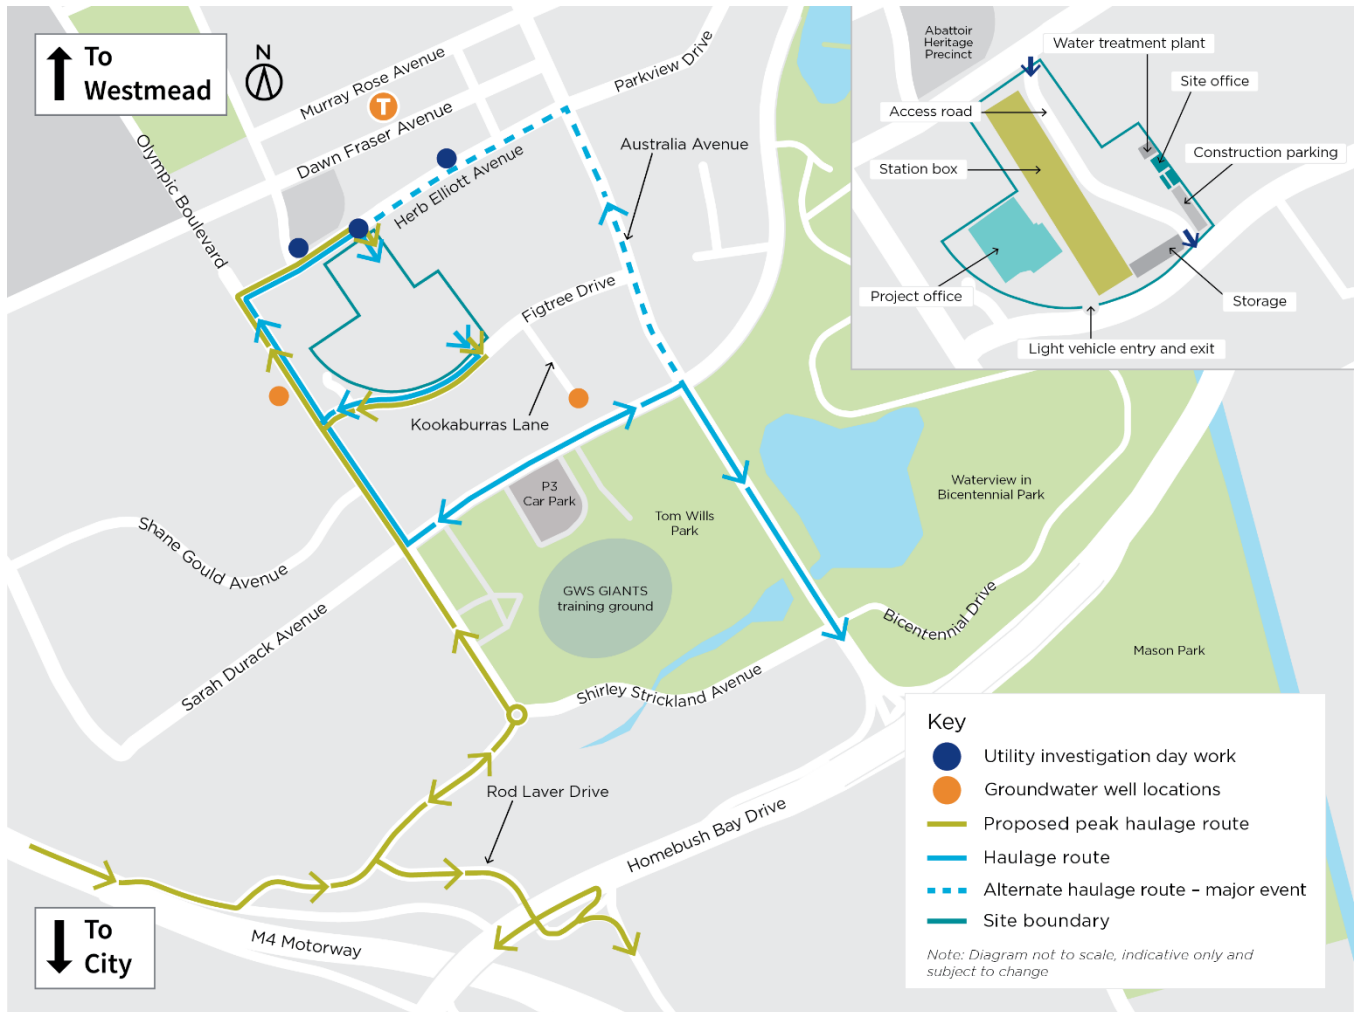 To
Westmead
N
Murray Rose Avenue
T
Dawn Fraser Avenue
Parkview Drive
Olympic Boulevard
Herb Elliott Avenue
Australia Avenue
Figtree Drive
Kookaburras Lane
Shane Gould Avenue
Sarah Durack Avenue
P3
Car Park
Tom Wills
Park
GWS GIANTS
training ground
Waterview in
Bicentennial Park
Bicentennial Drive
Shirley Strickland Avenue
Mason Park
Rod Laver Drive
Homebush Bay Drive
M4 Motorway
To
City
Abattoir
Heritage
Precinct
Water treatment plant
Site office
Access road
Construction parking
Station box
Project office
Storage
Light vehicle entry and exit
Key
Utility investigation day work
Groundwater well locations
Proposed peak haulage route
Haulage route
Alternate haulage route – major event
Site boundary
Note: Diagram not to scale, indicative only and
subject to change